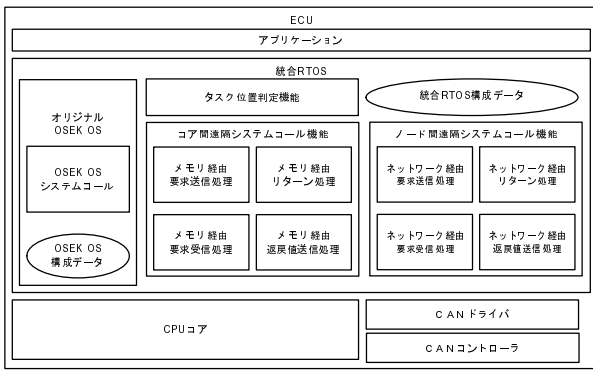 ECU
アプリケーション
統合RTOS
オリジナル
OSEK OS
OSEK OS
システムコール
OSEK OS
構成データ
タスク位置判定機能
統合RTOS構成データ
コア間遠隔システムコール機能
メモリ経由
要求送信処理
メモリ経由
リターン処理
メモリ経由
要求受信処理
メモリ経由
返戻値送信処理
ノード間遠隔システムコール機能
ネットワーク経由
要求送信処理
ネットワーク経由
リターン処理
ネットワーク経由
要求受信処理
ネットワーク経由
返戻値送信処理
CPUコア
CANドライバ
CANコントローラ